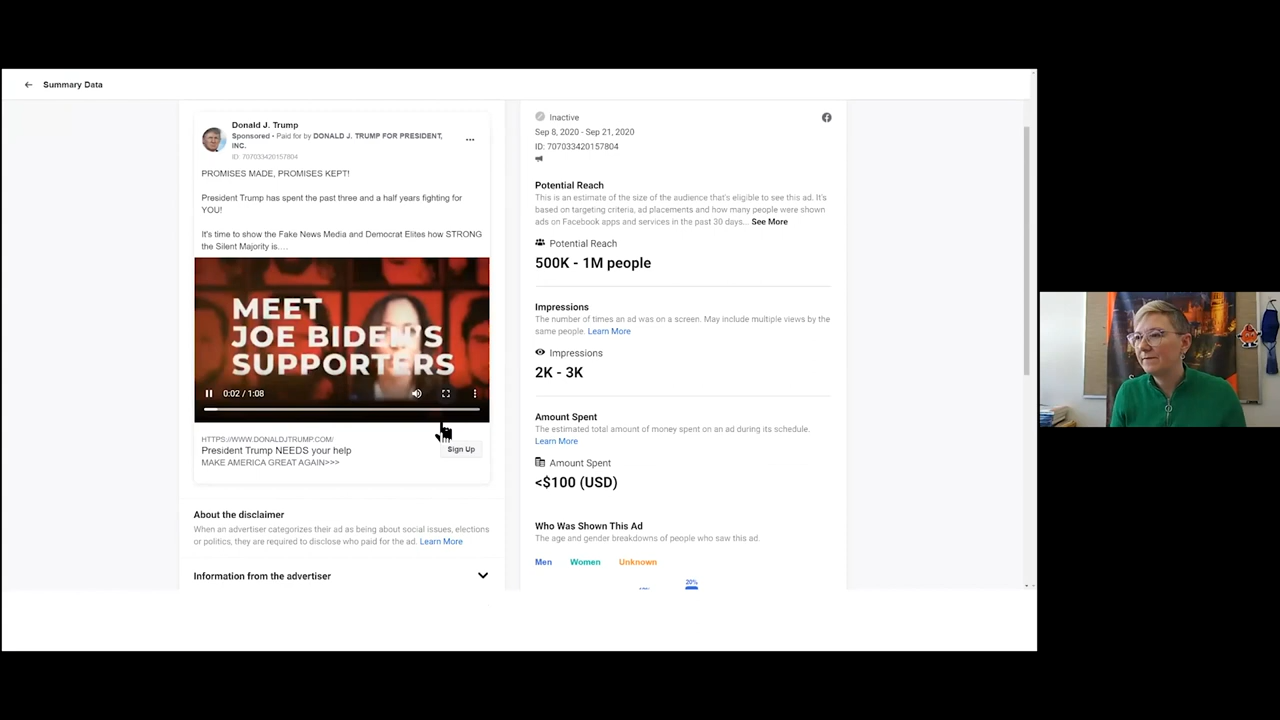 Summary Data
Donald J. Trump
Sponsored • Paid for by DONALD J. TRUMP FOR PRESIDENT,
INC.
ID: 707033420157804
PROMISES MADE, PROMISES KEPT!
President Trump has spent the past three and a half years fighting for
YOU!
It's time to show the Fake News Media and Democrat Elites how STRONG
the Silent Majority is....
MEET
JOE BIDEN'S
SUPPORTERS
0:02 / 1:08
HTTPS://WWW.DONALDJTRUMP.COM/
President Trump NEEDS your help
MAKE AMERICA GREAT AGAIN>>>
Sign Up
About the disclaimer
When an advertiser categorizes their ad as being about social issues, elections
or politics, they are required to disclose who paid for the ad. Learn More
Information from the advertiser
Inactive
Sep 8, 2020 - Sep 21, 2020
ID: 707033420157804
Potential Reach
This is an estimate of the size of the audience that's eligible to see this ad. It's
based on targeting criteria, ad placements and how many people were shown
ads on Facebook apps and services in the past 30 days... See More
Potential Reach
500K - 1M people
Impressions
The number of times an ad was on a screen. May include multiple views by the
same people. Learn More
Impressions
2K - 3K
Amount Spent
The estimated total amount of money spent on an ad during its schedule.
Learn More
Amount Spent
<$100 (USD)
Who Was Shown This Ad
The age and gender breakdowns of people who saw this ad.
Men Women Unknown
20%